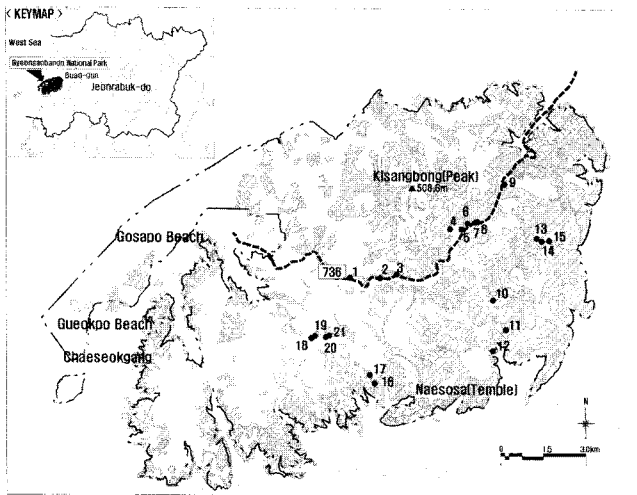 < KEYMAP >
West Sea
Byeonsanbando National Park
Buan-Gun
Jeonrabuk-do
Kisangbong(Peak)
508.6m
9
6
4
7 8
5
13
15
14
Gosapo Beach
736
1
2
3
10
Gueokpo Beach
19
21
18
20
11
Chaeseokgang
12
17
16
Naesosa(Temple)
N
0 1.5 3.0km